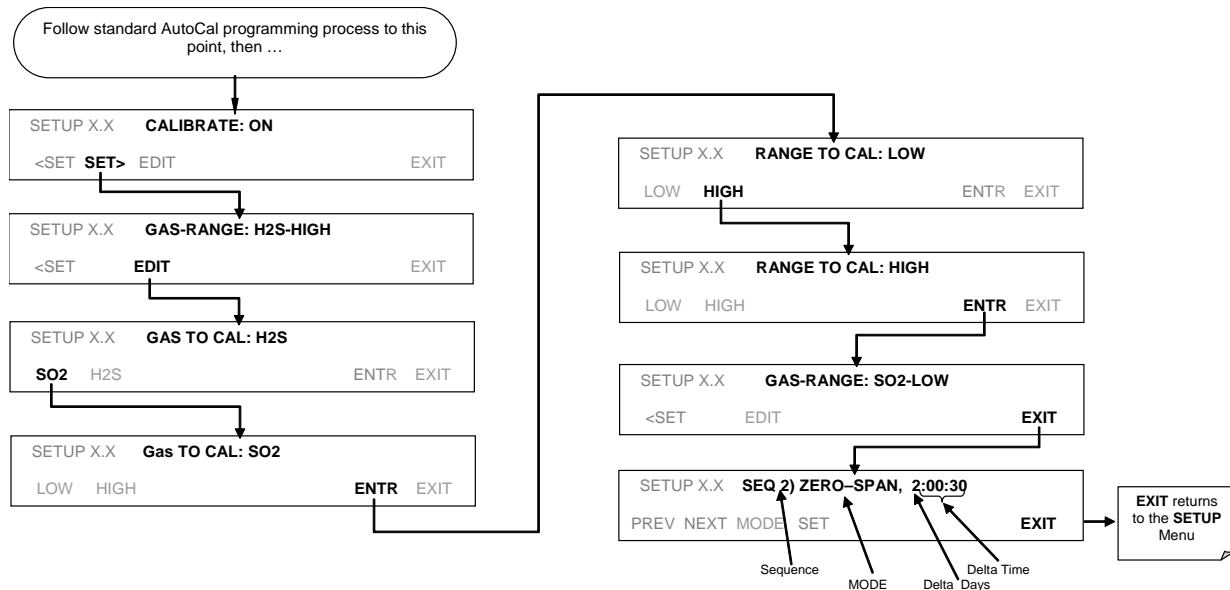 Follow standard AutoCal programming process to this
point, then …
SETUP X.X CALIBRATE: ON
<SET SET> EDIT EXIT
SETUP X.X GAS-RANGE: H2S-HIGH
<SET EDIT EXIT
SETUP X.X GAS TO CAL: H2S
SO2 H2S ENTR EXIT
SETUP X.X Gas TO CAL: SO2
LOW HIGH ENTR EXIT
SETUP X.X RANGE TO CAL: LOW
LOW HIGH ENTR EXIT
SETUP X.X RANGE TO CAL: HIGH
LOW HIGH ENTR EXIT
SETUP X.X GAS-RANGE: SO2-LOW
<SET EDIT EXIT
SETUP X.X SEQ 2) ZERO–SPAN, 2:00:30
PREV NEXT MODE SET EXIT
Sequence
MODE
Delta Days
Delta Time
EXIT returns
to the SETUP
Menu